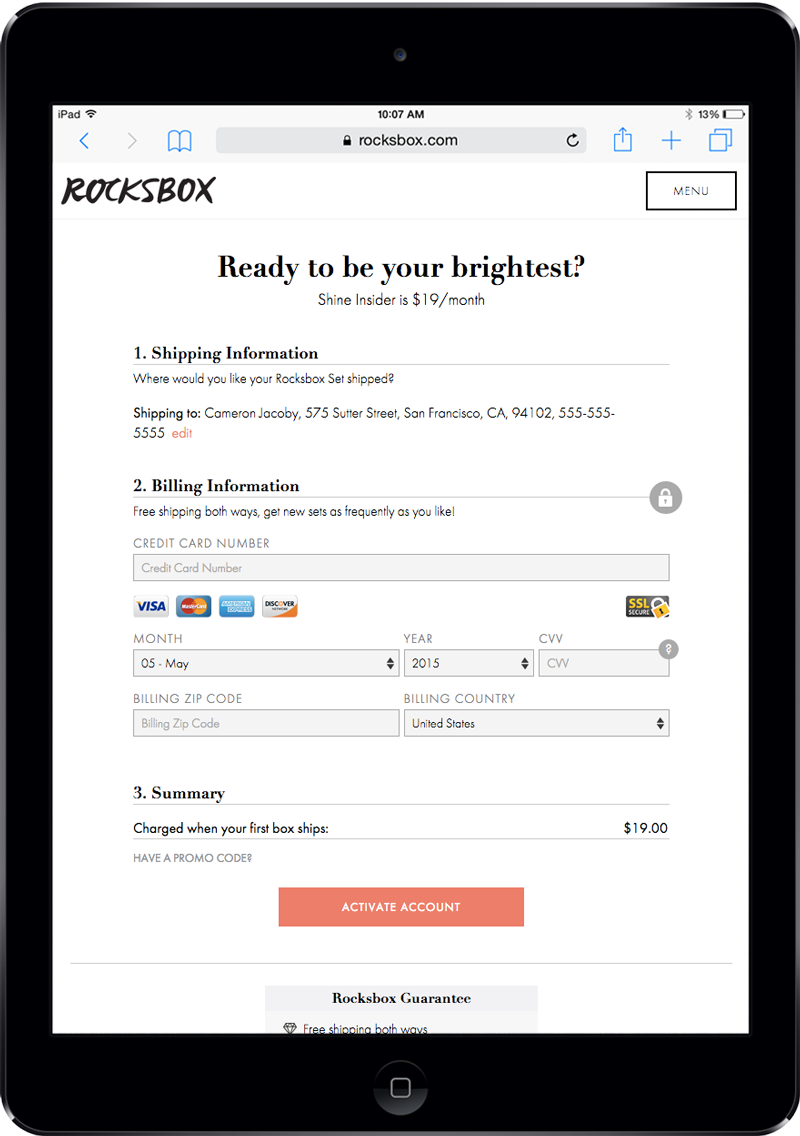 iPad 10:07 AM 13%
rocksbox.com
ROCKSBOX MENU
Ready to be your brightest?
Shine Insider is $19/month
1. Shipping Information
Where would you like your Rocksbox Set shipped?
Shipping to: Cameron Jacoby, 575 Sutter Street, San Francisco, CA, 94102, 555-555-
5555 edit
2. Billing Information
Free shipping both ways, get new sets as frequently as you like!
CREDIT CARD NUMBER
Credit Card Number
VISA MasterCard AMERICAN EXPRESS DISCOVER NETWORK SSL SECURE
MONTH YEAR CVV ?
05 - May 2015 CVV
BILLING ZIP CODE BILLING COUNTRY
Billing Zip Code United States
3. Summary
Charged when your first box ships: $19.00
HAVE A PROMO CODE?
ACTIVATE ACCOUNT
Rocksbox Guarantee
Free shipping both ways